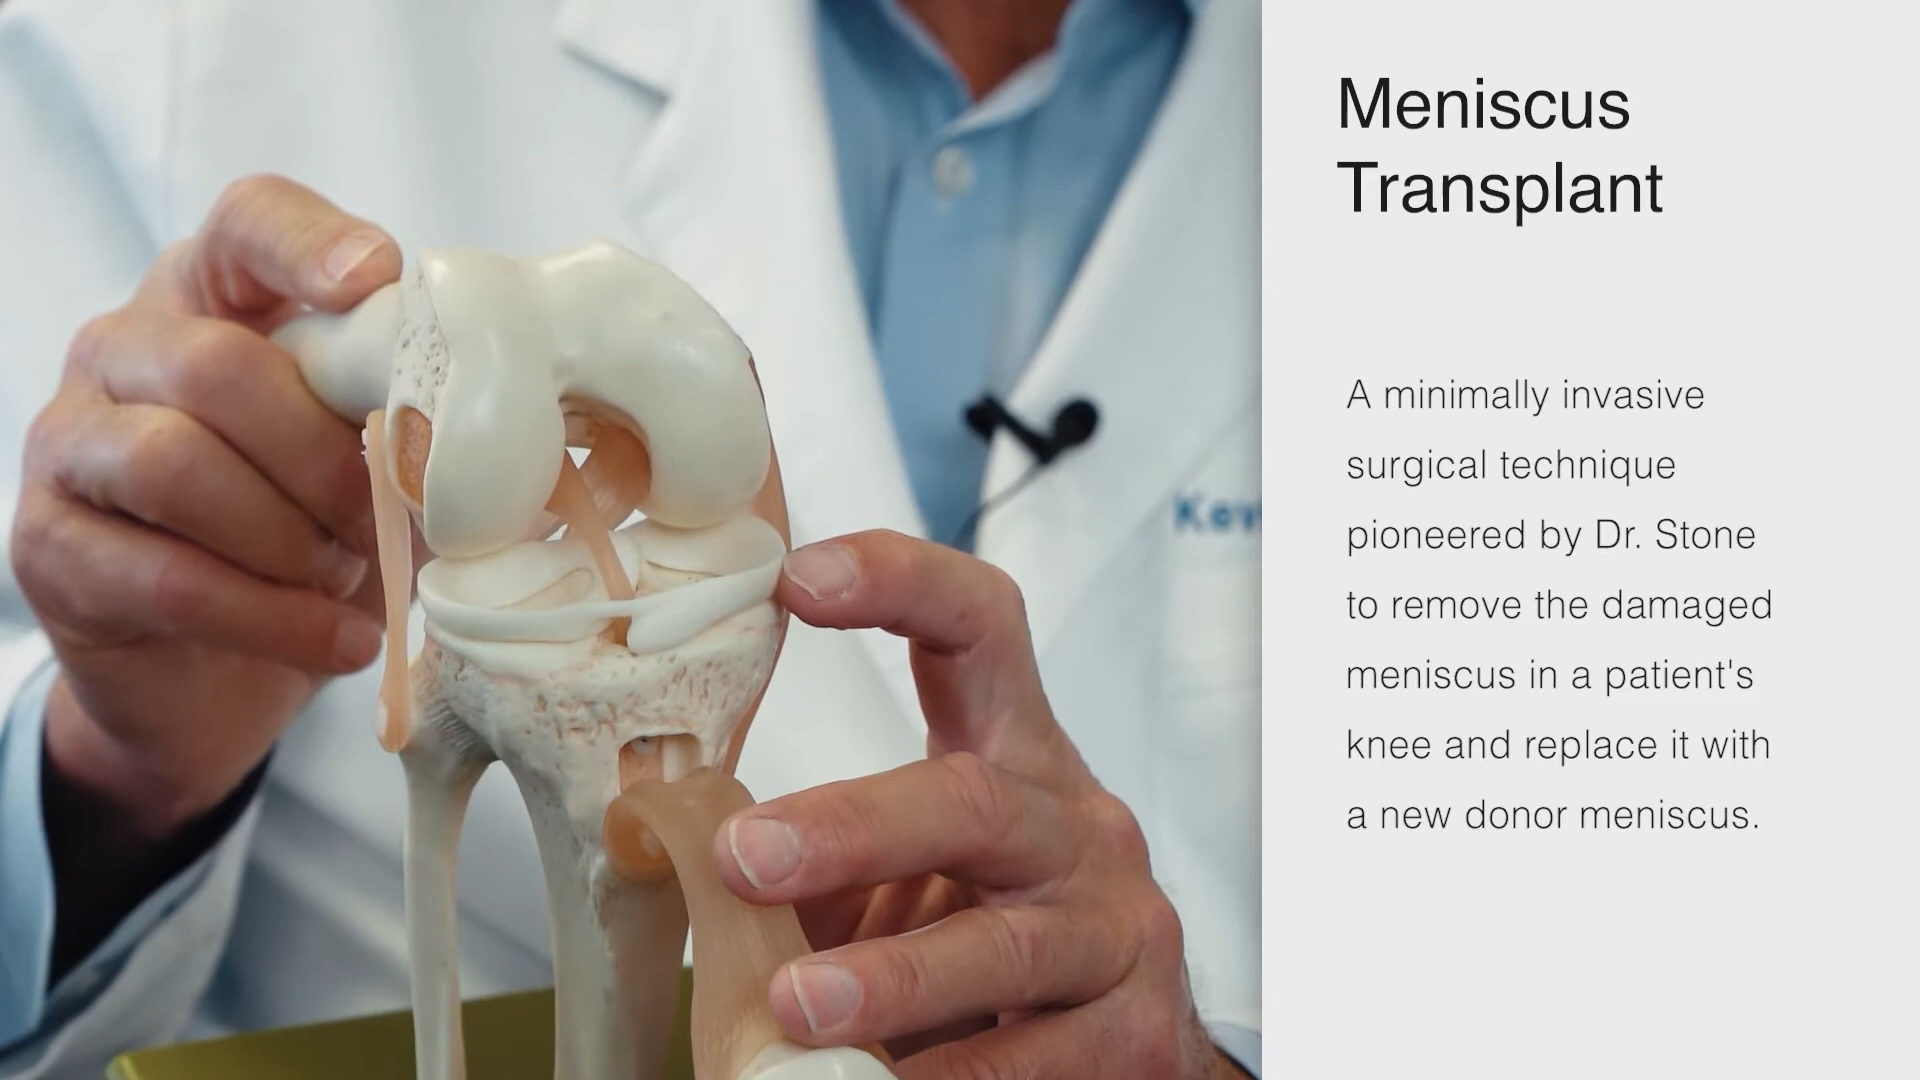 Meniscus
Transplant
A minimally invasive
surgical technique
pioneered by Dr. Stone
to remove the damaged
meniscus in a patient's
knee and replace it with
a new donor meniscus.